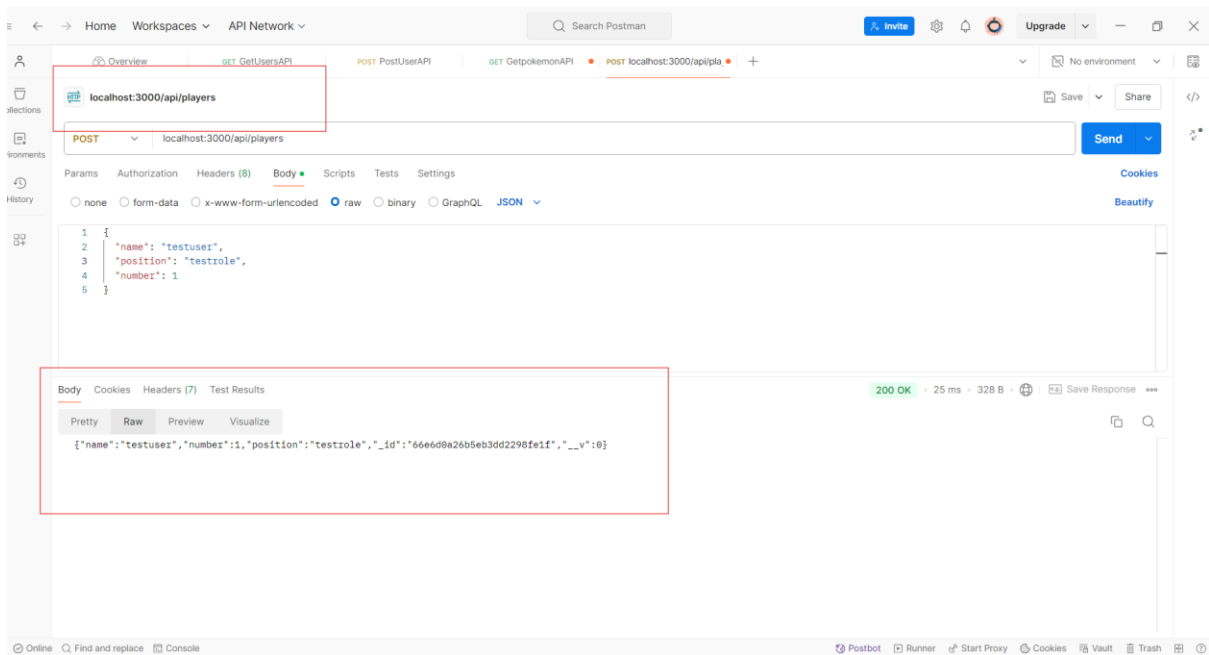 Home Workspaces API Network Search Postman Invite Upgrade
Overview GET GetUsersAPI POST PostUserAPI GET GetpokemonAPI POST localhost:3000/api/pla No environment
HTTP localhost:3000/api/players Save Share
ollections
POST localhost:3000/api/players Send
vironments
Params Authorization Headers (8) Body Scripts Tests Settings Cookies
History
none form-data x-www-form-urlencoded raw binary GraphQL JSON Beautify
1 {
2 "name": "testuser",
3 "position": "testrole",
4 "number": 1
5 }
Body Cookies Headers (7) Test Results 200 OK 25 ms 328 B Save Response
Pretty Raw Preview Visualize
{"name":"testuser","number":1,"position":"testrole","_id":"66e6d0a26b5eb3dd2298fe1f","__v":0}
Online Find and replace Console Postbot Runner Start Proxy Cookies Vault Trash